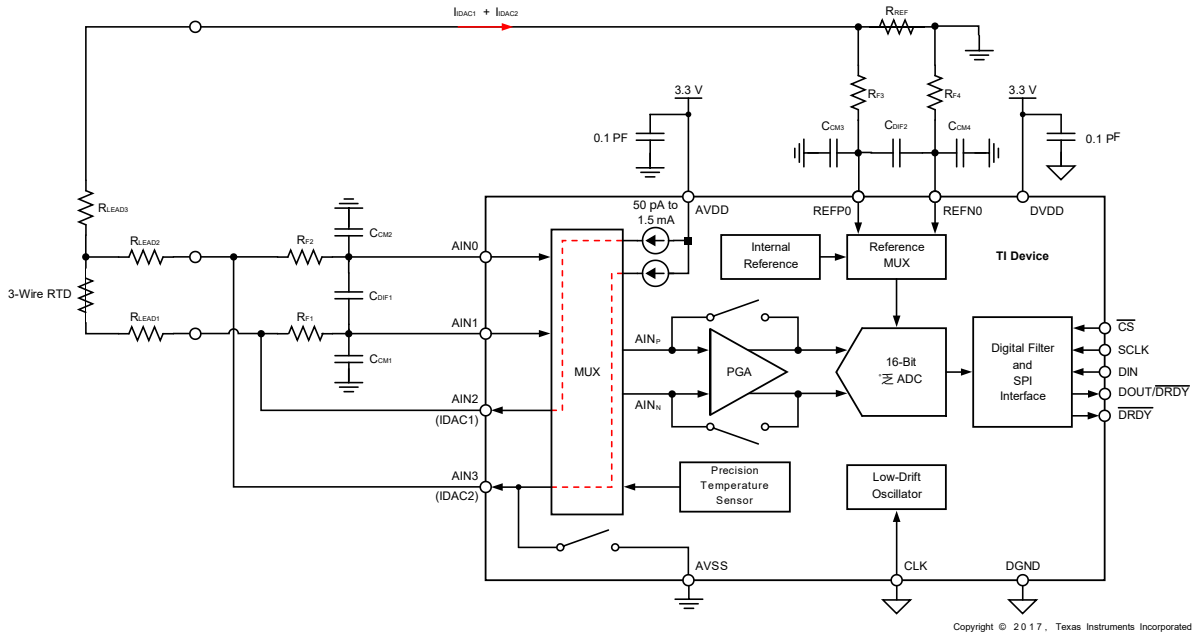 IIDAC1 + IIDAC2
RREF
3.3 V
RF3
RF4
3.3 V
0.1 PF
CCM3
CDIF2
CCM4
0.1 PF
RLEAD3
50 pA to
1.5 mA
AVDD
REFP0
REFN0
DVDD
CCM2
RLEAD2
RF2
AIN0
Internal
Reference
Reference
MUX
TI Device
3-Wire RTD
CDIF1
RLEAD1
RF1
AIN1
CS
SCLK
DIN
DOUT/DRDY
DRDY
CCM1
MUX
AINP
PGA
16-Bit
ADC
Digital Filter
and
SPI
Interface
AINN
AIN2
(IDAC1)
AIN3
(IDAC2)
Precision
Temperature
Sensor
Low-Drift
Oscillator
AVSS
CLK
DGND
Copyright © 2017, Texas Instruments Incorporated